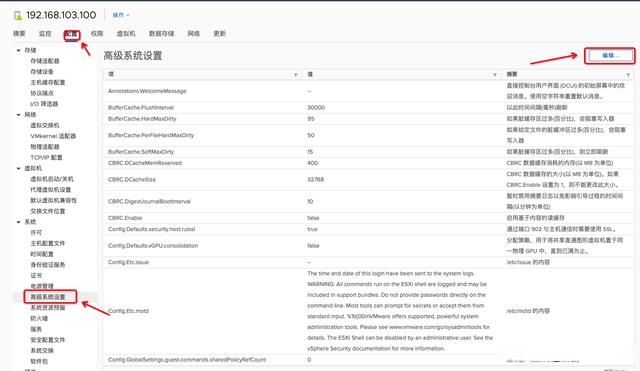 192.168.103.100
操作
摘要 监控 配置 权限 虚拟机 数据存储 网络 更新
存储
存储适配器
存储设备
主机缓存配置
协议端点
I/O 筛选器
网络
虚拟交换机
VMkernel 适配器
物理适配器
TCP/IP 配置
虚拟机
虚拟机启动/关机
代理虚拟机设置
默认虚拟机兼容性
交换文件位置
系统
许可
主机配置文件
时间配置
身份验证服务
证书
电源管理
高级系统设置
系统资源预留
防火墙
服务
安全配置文件
系统交换
软件包
高级系统设置
编辑...
项 值 摘要
Annotations.WelcomeMessage -- 直接控制台用户界面 (DCUI) 的初始屏幕中的欢
迎消息。使用空字符串重置默认消息。
BufferCache.FlushInterval 30000 以此时间间隔(毫秒)刷新
BufferCache.HardMaxDirty 95 如果脏缓存区过多(百分比)，会阻塞写入器
BufferCache.PerFileHardMaxDirty 50 如果给定文件的脏缓冲区过多(百分比)，会阻塞
写入器
BufferCache.SoftMaxDirty 15 如果脏缓存区过多(百分比)，则立即刷新
CBRC.DCacheMemReserved 400 CBRC 数据缓存消耗的内存(以 MB 为单位)
CBRC.DCacheSize 32768 CBRC 数据缓存的大小(以 MB 为单位)。如果
CBRC.Enable 设置为 1，则不能更改此大小。
CBRC.DigestJournalBootInterval 10 暂时禁用摘要日志以免影响引导过程的时间间
隔(以分钟为单位)
CBRC.Enable false 启用基于内容的读缓存
Config.Defaults.security.host.ruissl true 通过端口 902 与主机通信时需要使用 SSL。
Config.Defaults.vGPU.consolidation false 分配策略，用于将共享直通图形虚拟机置于同
一物理 GPU 中，直到已满为止。
Config.Etc.issue -- /etc/issue 的内容
Config.Etc.motd The time and date of this login have been sent to the system logs. /etc/motd 的内容
WARNING: All commands run on the ESXi shell are logged and may be
included in support bundles. Do not provide passwords directly on the
command line. Most tools can prompt for secrets or accept them from
standard input. %1b[00mVMware offers supported, powerful system
administration tools. Please see www.vmware.com/go/sysadmintools for
details. The ESXi Shell can be disabled by an administrative user. See the
vSphere Security documentation for more information.
Config.GlobalSettings.guest.commands.sharedPolicyRefCount 0